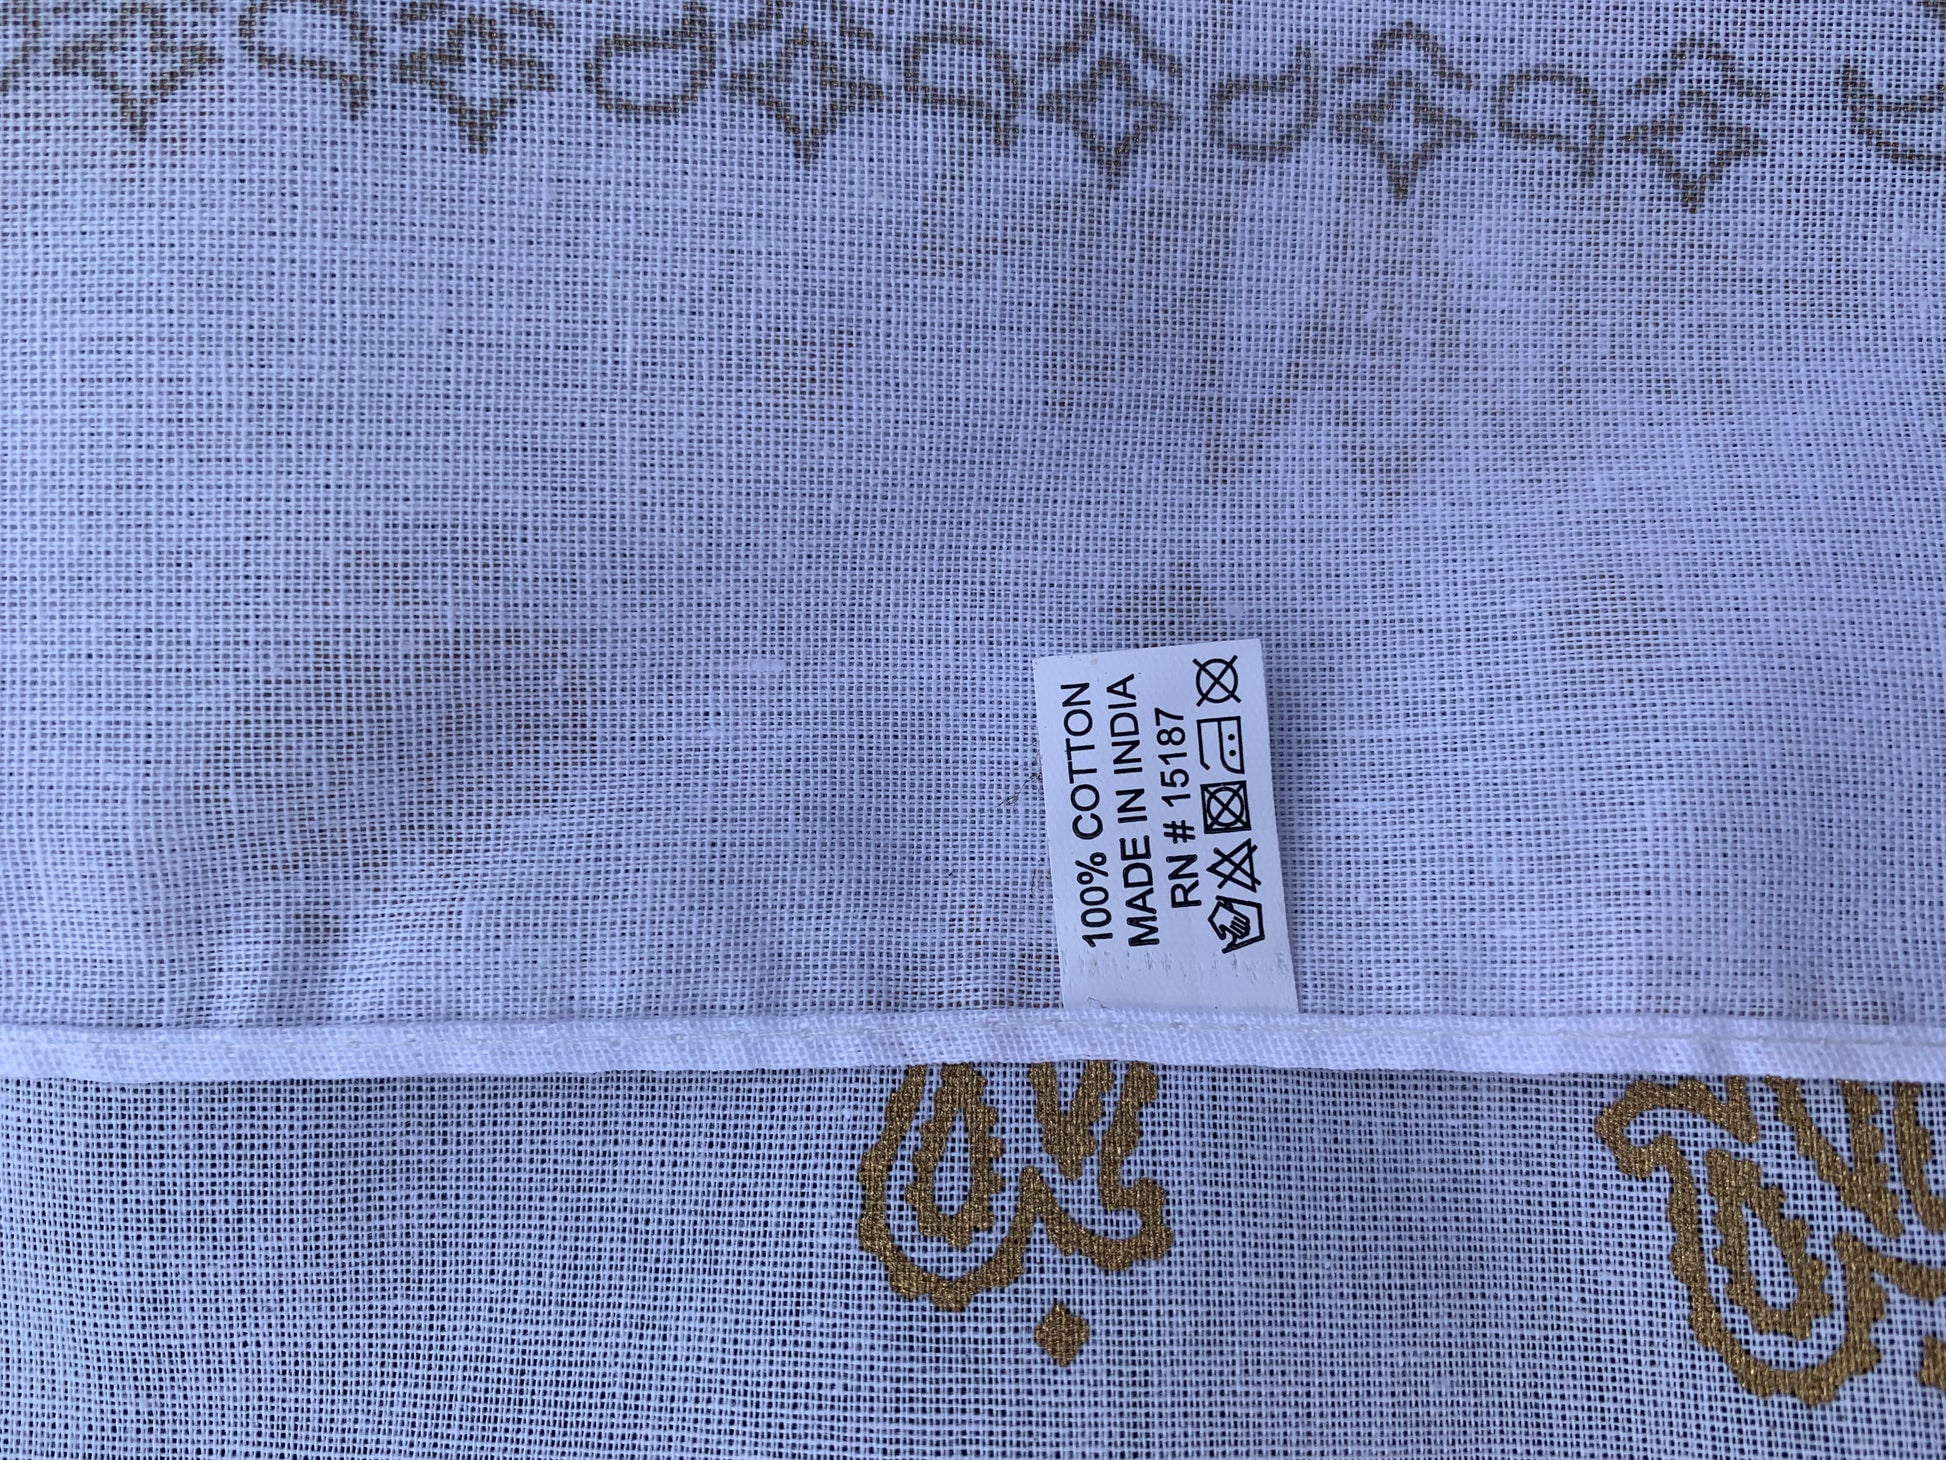 100% COTTON
MADE IN INDIA
RN # 15187